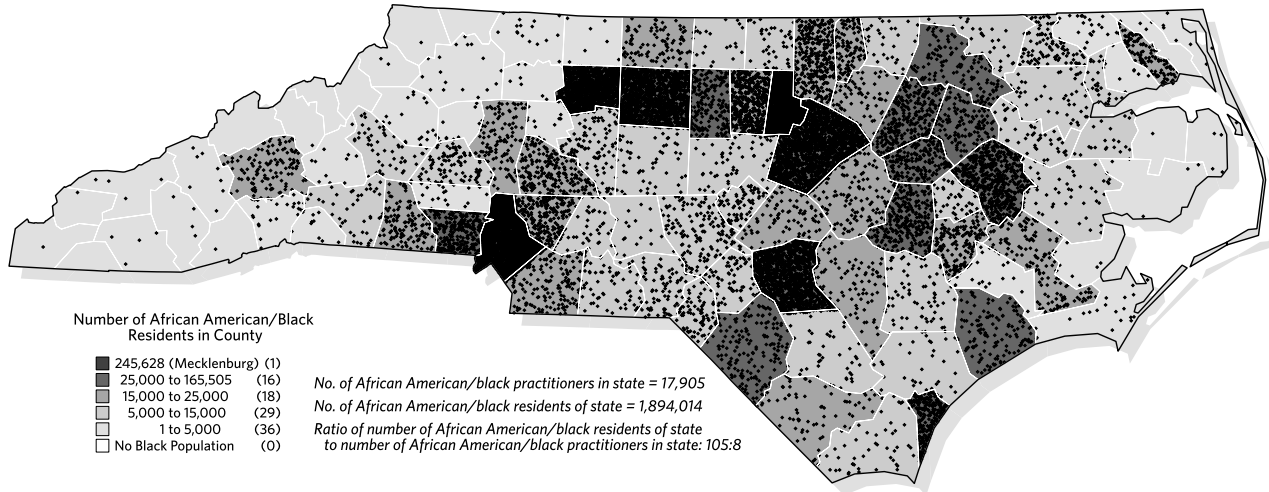 Number of African American/Black
Residents in County
245,628 (Mecklenburg) (1)
25,000 to 165,505 (16)
15,000 to 25,000 (18)
5,000 to 15,000 (29)
1 to 5,000 (36)
No Black Population (0)
No. of African American/black practitioners in state = 17,905
No. of African American/black residents of state = 1,894,014
Ratio of number of African American/black residents of state
to number of African American/black practitioners in state: 105:8